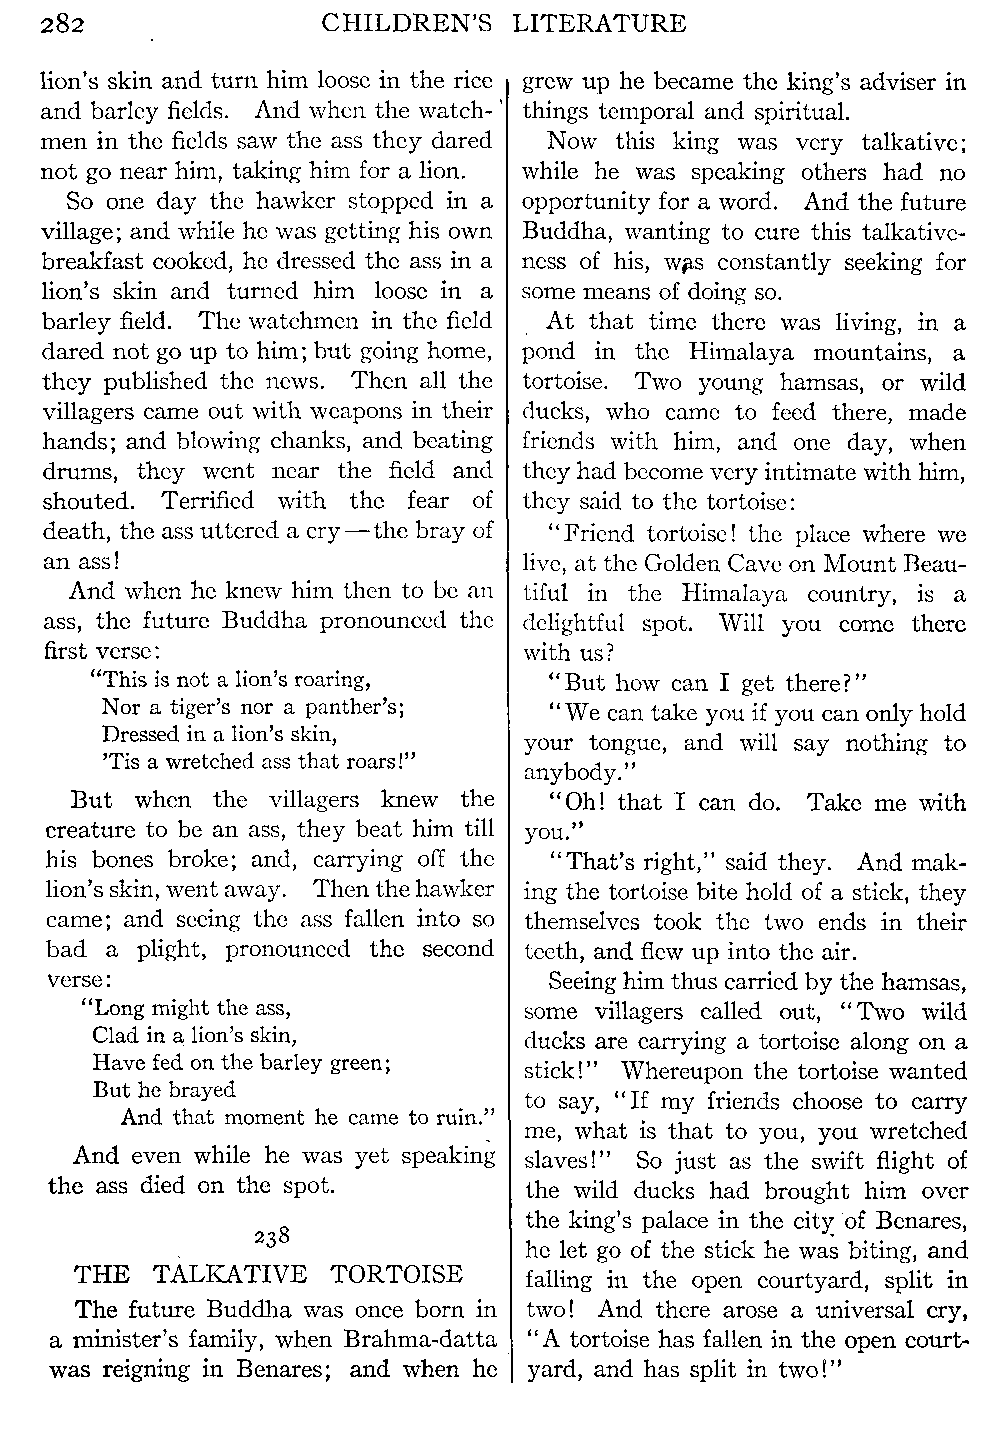 282 CHILDREN'S LITERATURE
lion's skin and turn him loose in the rice
and barley fields. And when the watch-
men in the fields saw the ass they dared
not go near him, taking him for a lion.
So one day the hawker stopped in a
village; and while he was getting his own
breakfast cooked, he dressed the ass in a
lion's skin and turned him loose in a
barley field. The watchmen in the field
dared not go up to him; but going home,
they published the news. Then all the
villagers came out with weapons in their
hands; and blowing chanks, and beating
drums, they went near the field and
shouted. Terrified with the fear of
death, the ass uttered a cry—the bray of
an ass!
And when he knew him then to be an
ass, the future Buddha pronounced the
first verse:
"This is not a lion's roaring,
Nor a tiger's nor a panther's;
Dressed in a lion's skin,
'Tis a wretched ass that roars!"
But when the villagers knew the
creature to be an ass, they beat him till
his bones broke; and, carrying off the
lion's skin, went away. Then the hawker
came; and seeing the ass fallen into so
bad a plight, pronounced the second
verse:
"Long might the ass,
Clad in a lion's skin,
Have fed on the barley green;
But he brayed
And that moment he came to ruin."
And even while he was yet speaking
the ass died on the spot.
238
THE TALKATIVE TORTOISE
The future Buddha was once born in
a minister's family, when Brahma-datta
was reigning in Benares; and when he
grew up he became the king's adviser in
things temporal and spiritual.
Now this king was very talkative;
while he was speaking others had no
opportunity for a word. And the future
Buddha, wanting to cure this talkative-
ness of his, was constantly seeking for
some means of doing so.
At that time there was living, in a
pond in the Himalaya mountains, a
tortoise. Two young hamsas, or wild
ducks, who came to feed there, made
friends with him, and one day, when
they had become very intimate with him,
they said to the tortoise:
"Friend tortoise! the place where we
live, at the Golden Cave on Mount Beau-
tiful in the Himalaya country, is a
delightful spot. Will you come there
with us?
"But how can I get there?"
"We can take you if you can only hold
your tongue, and will say nothing to
anybody."
"Oh! that I can do. Take me with
you."
"That's right," said they. And mak-
ing the tortoise bite hold of a stick, they
themselves took the two ends in their
teeth, and flew up into the air.
Seeing him thus carried by the hamsas,
some villagers called out, "Two wild
ducks are carrying a tortoise along on a
stick!" Whereupon the tortoise wanted
to say, "If my friends choose to carry
me, what is that to you, you wretched
slaves!" So just as the swift flight of
the wild ducks had brought him over
the king's palace in the city of Benares,
he let go of the stick he was biting, and
falling in the open courtyard, split in
two! And there arose a universal cry,
"A tortoise has fallen in the open court-
yard, and has split in two!"